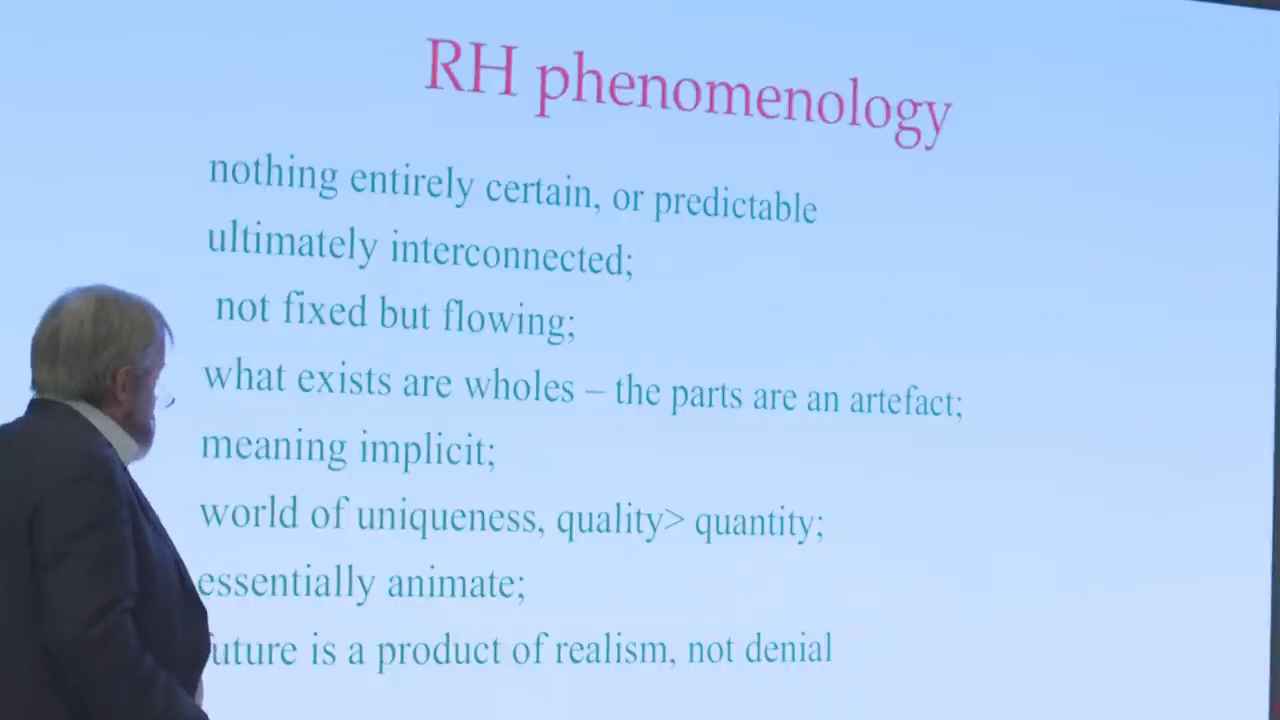 RH phenomenology
nothing entirely certain, or predictable
ultimately interconnected;
not fixed but flowing;
what exists are wholes – the parts are an artefact;
meaning implicit;
world of uniqueness, quality> quantity;
essentially animate;
future is a product of realism, not denial